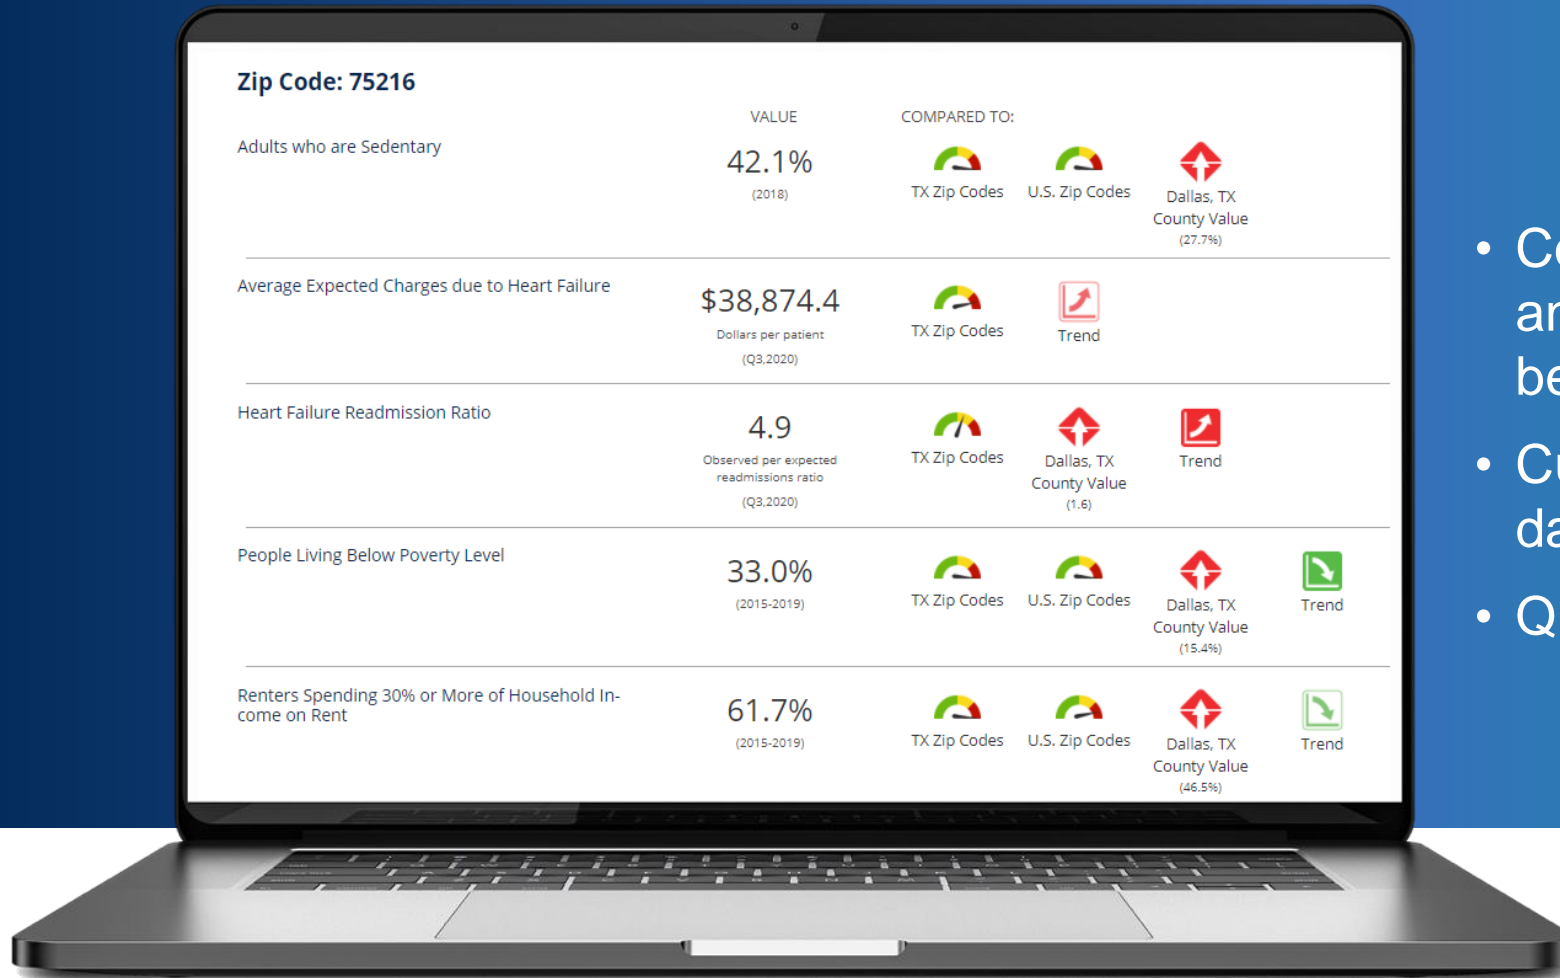 Zip Code: 75216
VALUE COMPARED TO:
Adults who are Sedentary
42.1%
(2018)
TX Zip Codes U.S. Zip Codes Dallas, TX
County Value
(27.7%)
Average Expected Charges due to Heart Failure
$38,874.4
Dollars per patient
(Q3,2020)
TX Zip Codes Trend
Heart Failure Readmission Ratio
4.9
Observed per expected
readmissions ratio
(Q3,2020)
TX Zip Codes Dallas, TX Trend
County Value
(1.6)
People Living Below Poverty Level
33.0%
(2015-2019)
TX Zip Codes U.S. Zip Codes Dallas, TX Trend
County Value
(15.4%)
Renters Spending 30% or More of Household In-
come on Rent
61.7%
(2015-2019)
TX Zip Codes U.S. Zip Codes Dallas, TX Trend
County Value
(46.5%)